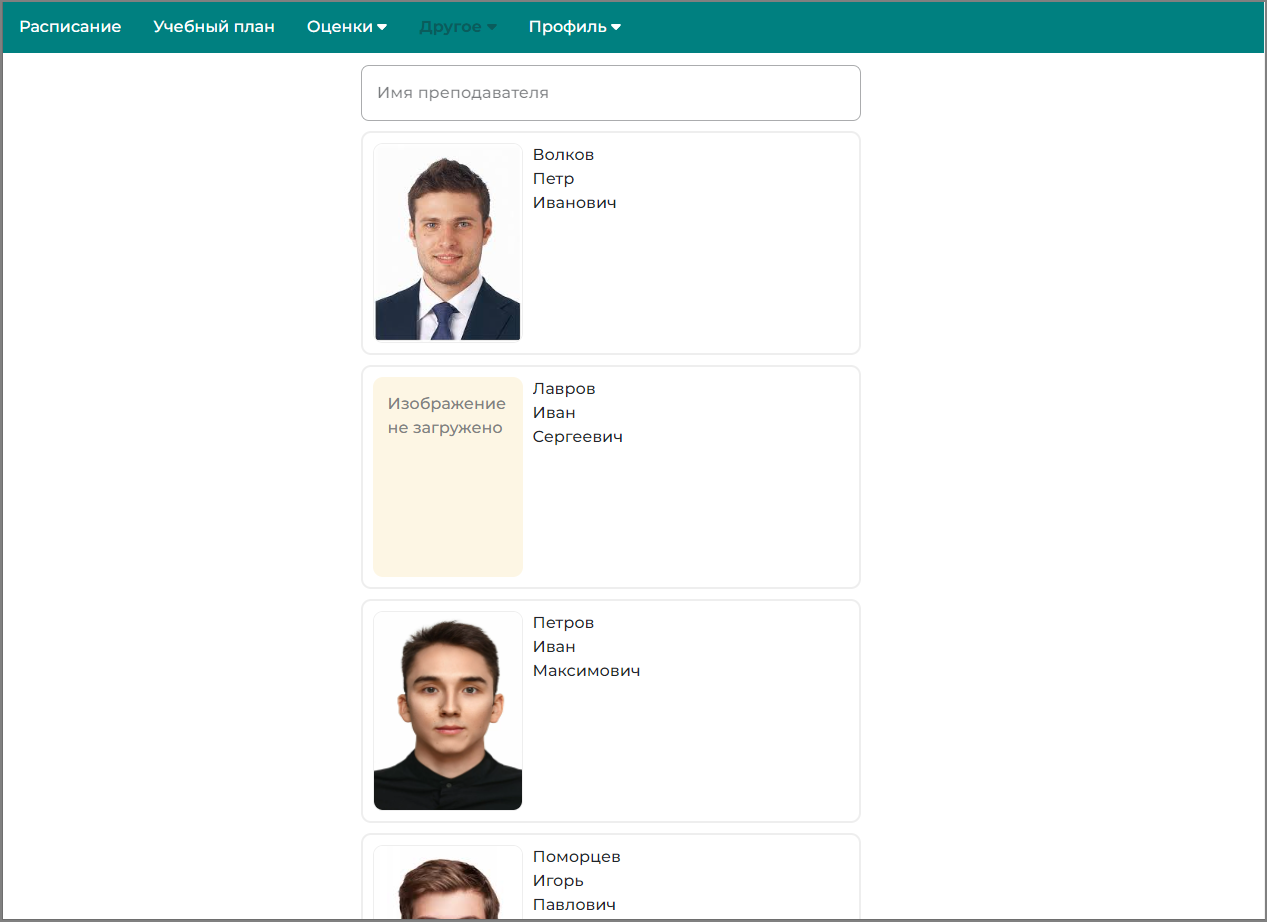 Расписание Учебный план Оценки Другое Профиль
Имя преподавателя
Волков
Петр
Иванович
Изображение
не загружено
Лавров
Иван
Сергеевич
Петров
Иван
Максимович
Поморцев
Игорь
Павлович